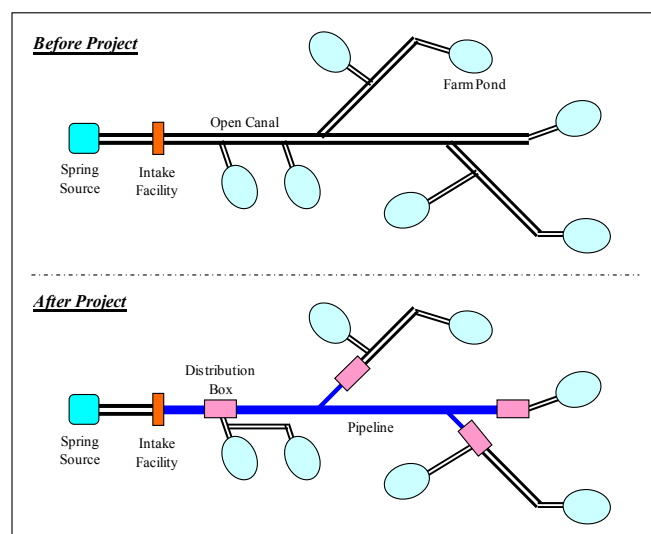 Before Project
Farm Pond
Open Canal
Spring
Source
Intake
Facility
After Project
Distribution
Box
Pipeline
Spring
Source
Intake
Facility